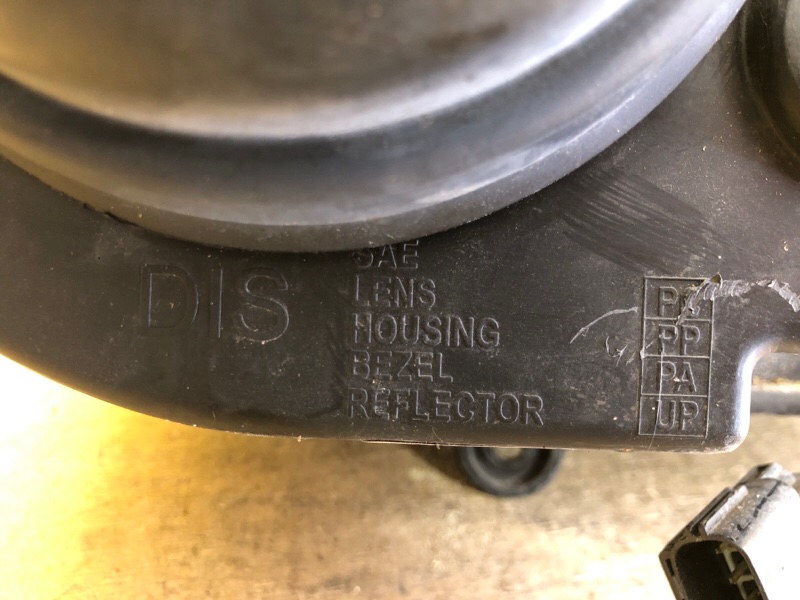 DIS
SAE
LENS
HOUSING
BEZEL
REFLECTOR
PP
PA
UP